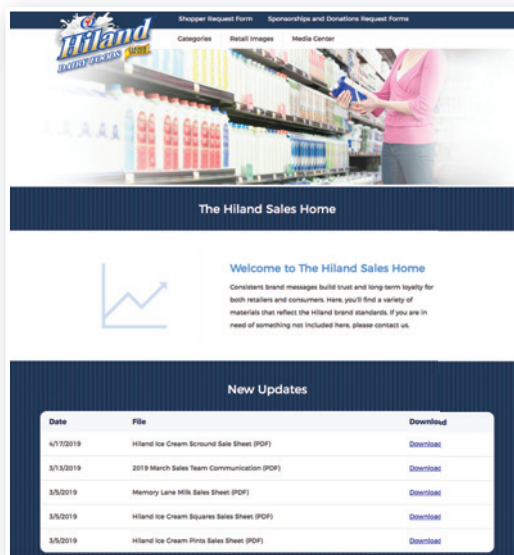 Shopper Request Form Sponsorships and Donations Request Forms
Hiland
DAIRY FOODS
Categories Retail Images Media Center
The Hiland Sales Home
Welcome to The Hiland Sales Home
Consistent brand messages build trust and long-term loyalty for
both retailers and consumers. Here, you'll find a variety of
materials that reflect the Hiland brand standards. If you are in
need of something not included here, please contact us.
New Updates
Date File Download
4/17/2019 Hiland Ice Cream Scround Sale Sheet (PDF) Download
3/13/2019 2019 March Sales Team Communication (PDF) Download
3/5/2019 Memory Lane Milk Sales Sheet (PDF) Download
3/5/2019 Hiland Ice Cream Squares Sales Sheet (PDF) Download
3/5/2019 Hiland Ice Cream Pints Sales Sheet (PDF) Download